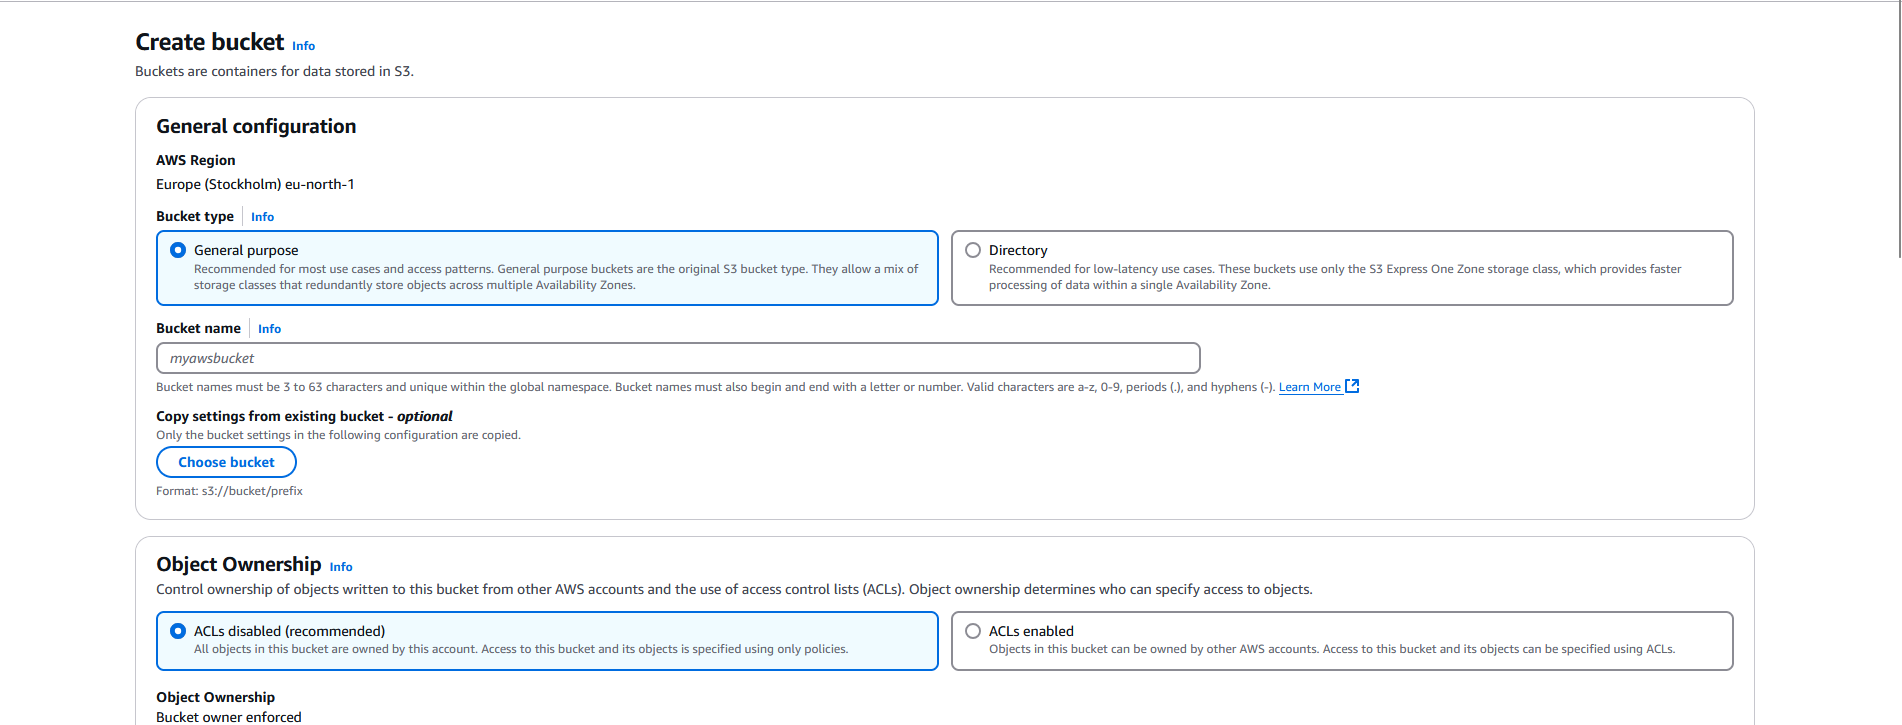 Create bucket Info
Buckets are containers for data stored in S3.
General configuration
AWS Region
Europe (Stockholm) eu-north-1
Bucket type Info
General purpose
Recommended for most use cases and access patterns. General purpose buckets are the original S3 bucket type. They allow a mix of
storage classes that redundantly store objects across multiple Availability Zones.
Directory
Recommended for low-latency use cases. These buckets use only the S3 Express One Zone storage class, which provides faster
processing of data within a single Availability Zone.
Bucket name Info
myawsbucket
Bucket names must be 3 to 63 characters and unique within the global namespace. Bucket names must also begin and end with a letter or number. Valid characters are a-z, 0-9, periods (.), and hyphens (-). Learn More
Copy settings from existing bucket - optional
Only the bucket settings in the following configuration are copied.
Choose bucket
Format: s3://bucket/prefix
Object Ownership Info
Control ownership of objects written to this bucket from other AWS accounts and the use of access control lists (ACLs). Object ownership determines who can specify access to objects.
ACLs disabled (recommended)
All objects in this bucket are owned by this account. Access to this bucket and its objects is specified using only policies.
ACLs enabled
Objects in this bucket can be owned by other AWS accounts. Access to this bucket and its objects can be specified using ACLs.
Object Ownership
Bucket owner enforced